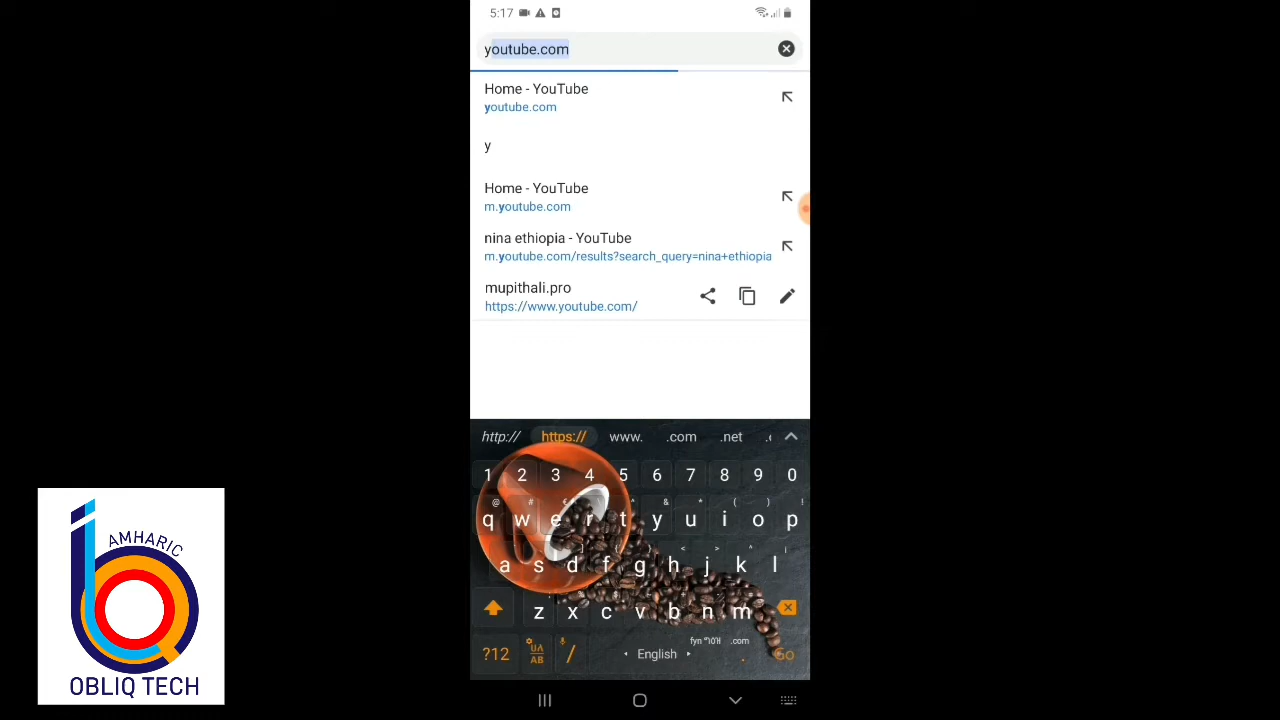 5:17
youtube.com
Home - YouTube
youtube.com
y
Home - YouTube
m.youtube.com
nina ethiopia - YouTube
m.youtube.com/results?search_query=nina+ethiopia
mupithali.pro
https://www.youtube.com/
http:// https:// www. .com .net
1 2 3 4 5 6 7 8 9 0
q w e r t y u i o p
a s d f g h j k l
z x c v b n m
?12 / English . Go
AMHARIC
OBLIQ TECH